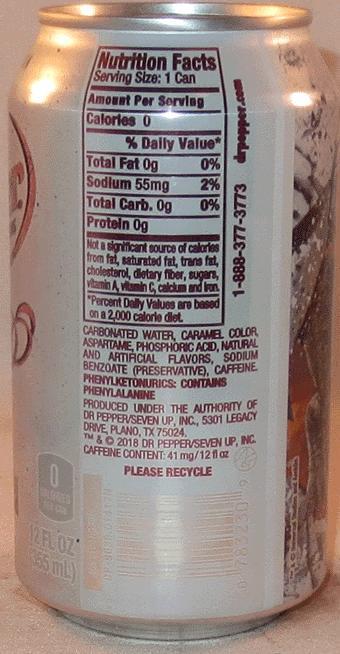 Nutrition Facts
Serving Size: 1 Can
Amount Per Serving
Calories 0
% Daily Value*
Total Fat 0g 0%
Sodium 55mg 2%
Total Carb. 0g 0%
Protein 0g
Not a significant source of calories
from fat, saturated fat, trans fat,
cholesterol, dietary fiber, sugars,
vitamin A, vitamin C, calcium and iron.
*Percent Daily Values are based
on a 2,000 calorie diet.
1-888-377-3773 drpepper.com
CARBONATED WATER, CARAMEL COLOR,
ASPARTAME, PHOSPHORIC ACID, NATURAL
AND ARTIFICIAL FLAVORS, SODIUM
BENZOATE (PRESERVATIVE), CAFFEINE.
PHENYLKETONURICS: CONTAINS
PHENYLALANINE
PRODUCED UNDER THE AUTHORITY OF
DR PEPPER/SEVEN UP, INC., 5301 LEGACY
DRIVE, PLANO, TX 75024.
™ & © 2018 DR PEPPER/SEVEN UP, INC.
CAFFEINE CONTENT: 41 mg/12 fl oz
PLEASE RECYCLE
0
CALORIES
PER CAN
12 FL OZ
(355 mL)